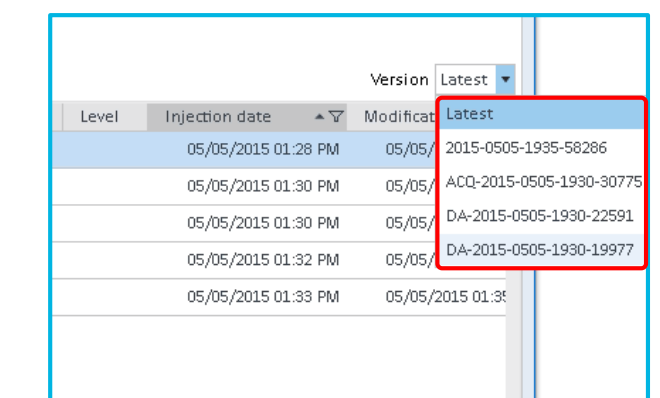 Version Latest
Level Injection date Modificat
Latest
05/05/2015 01:28 PM 05/05/
2015-0505-1935-58286
05/05/2015 01:30 PM 05/05/
ACQ-2015-0505-1930-30775
05/05/2015 01:30 PM 05/05/
DA-2015-0505-1930-22591
05/05/2015 01:32 PM 05/05/
DA-2015-0505-1930-19977
05/05/2015 01:33 PM 05/05/2015 01:35